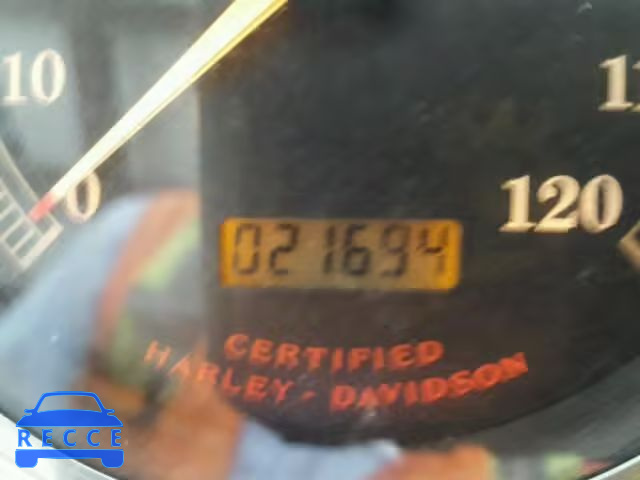 10
0
120
021694
CERTIFIED
HARLEY-DAVIDSON
RECCE